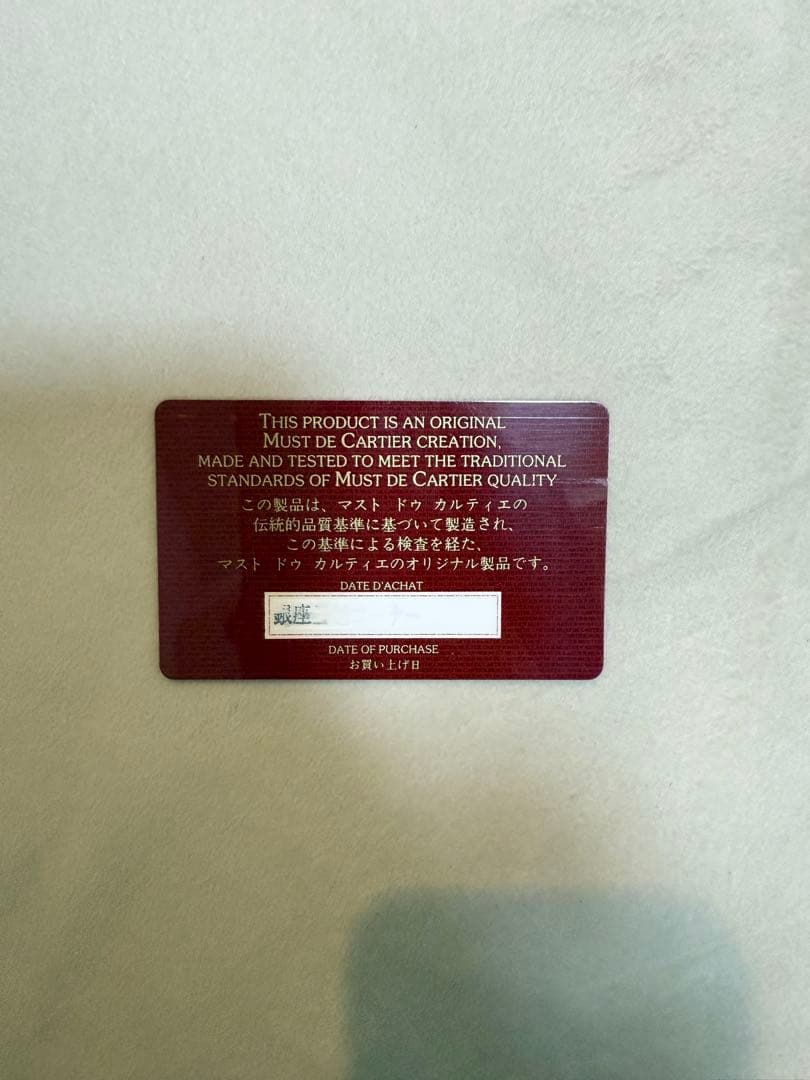 THIS PRODUCT IS AN ORIGINAL
MUST DE CARTIER CREATION,
MADE AND TESTED TO MEET THE TRADITIONAL
STANDARDS OF MUST DE CARTIER QUALITY
この製品は、マスト ドゥ カルティエの
伝統的品質基準に基づいて製造され、
この基準による検査を経た、
マスト ドゥ カルティエのオリジナル製品です。
DATE D'ACHAT
銀座
DATE OF PURCHASE
お買い上げ日